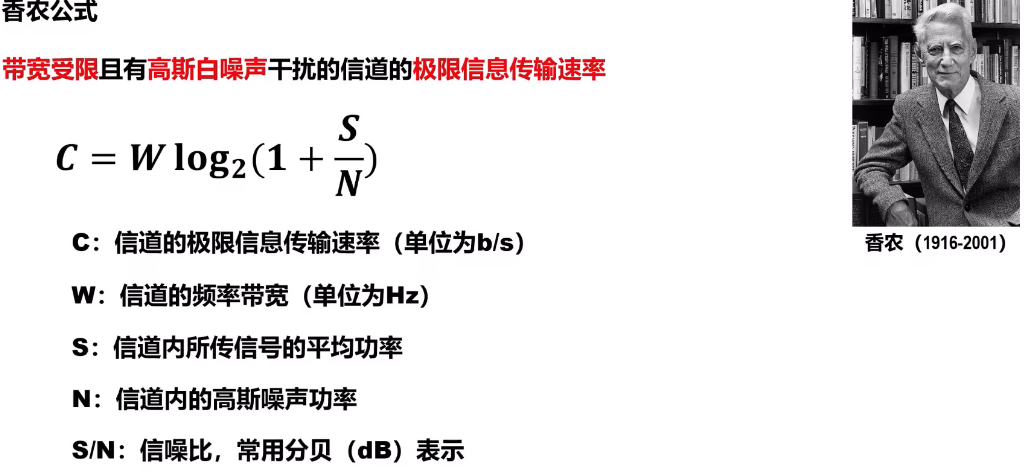 香农公式
带宽受限且有高斯白噪声干扰的信道的极限信息传输速率
C = W log₂(1 + S/N)
C：信道的极限信息传输速率（单位为b/s）
W：信道的频率带宽（单位为Hz）
S：信道内所传信号的平均功率
N：信道内的高斯噪声功率
S/N：信噪比，常用分贝（dB）表示
香农（1916-2001）